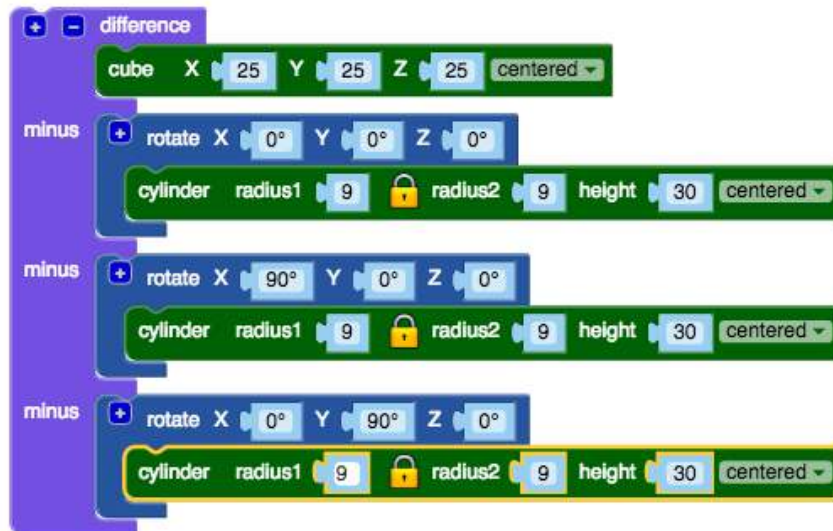 + - difference
cube X 25 Y 25 Z 25 centered
minus + rotate X 0° Y 0° Z 0°
cylinder radius1 9 radius2 9 height 30 centered
minus + rotate X 90° Y 0° Z 0°
cylinder radius1 9 radius2 9 height 30 centered
minus + rotate X 0° Y 90° Z 0°
cylinder radius1 9 radius2 9 height 30 centered